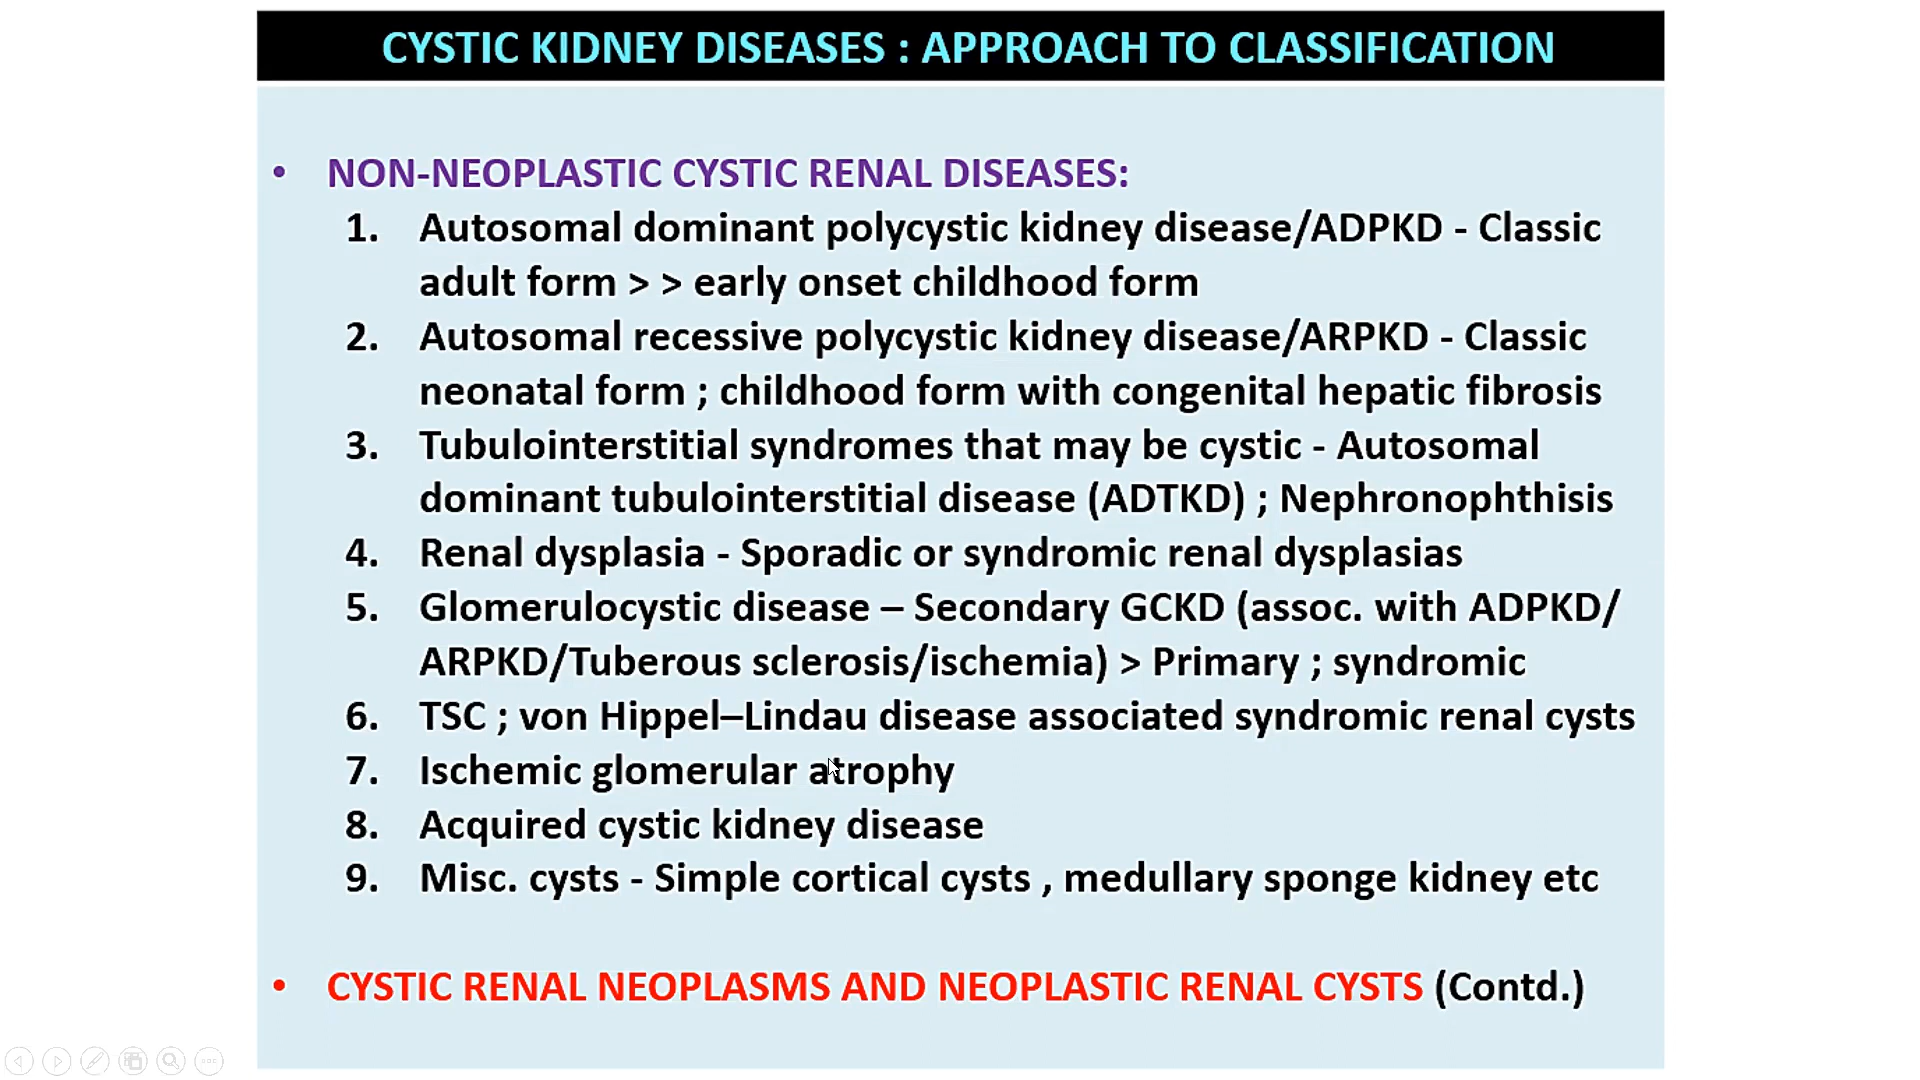 CYSTIC KIDNEY DISEASES : APPROACH TO CLASSIFICATION
• NON-NEOPLASTIC CYSTIC RENAL DISEASES:
1. Autosomal dominant polycystic kidney disease/ADPKD - Classic
adult form > > early onset childhood form
2. Autosomal recessive polycystic kidney disease/ARPKD - Classic
neonatal form ; childhood form with congenital hepatic fibrosis
3. Tubulointerstitial syndromes that may be cystic - Autosomal
dominant tubulointerstitial disease (ADTKD) ; Nephronophthisis
4. Renal dysplasia - Sporadic or syndromic renal dysplasias
5. Glomerulocystic disease – Secondary GCKD (assoc. with ADPKD/
ARPKD/Tuberous sclerosis/ischemia) > Primary ; syndromic
6. TSC ; von Hippel–Lindau disease associated syndromic renal cysts
7. Ischemic glomerular atrophy
8. Acquired cystic kidney disease
9. Misc. cysts - Simple cortical cysts , medullary sponge kidney etc
• CYSTIC RENAL NEOPLASMS AND NEOPLASTIC RENAL CYSTS (Contd.)